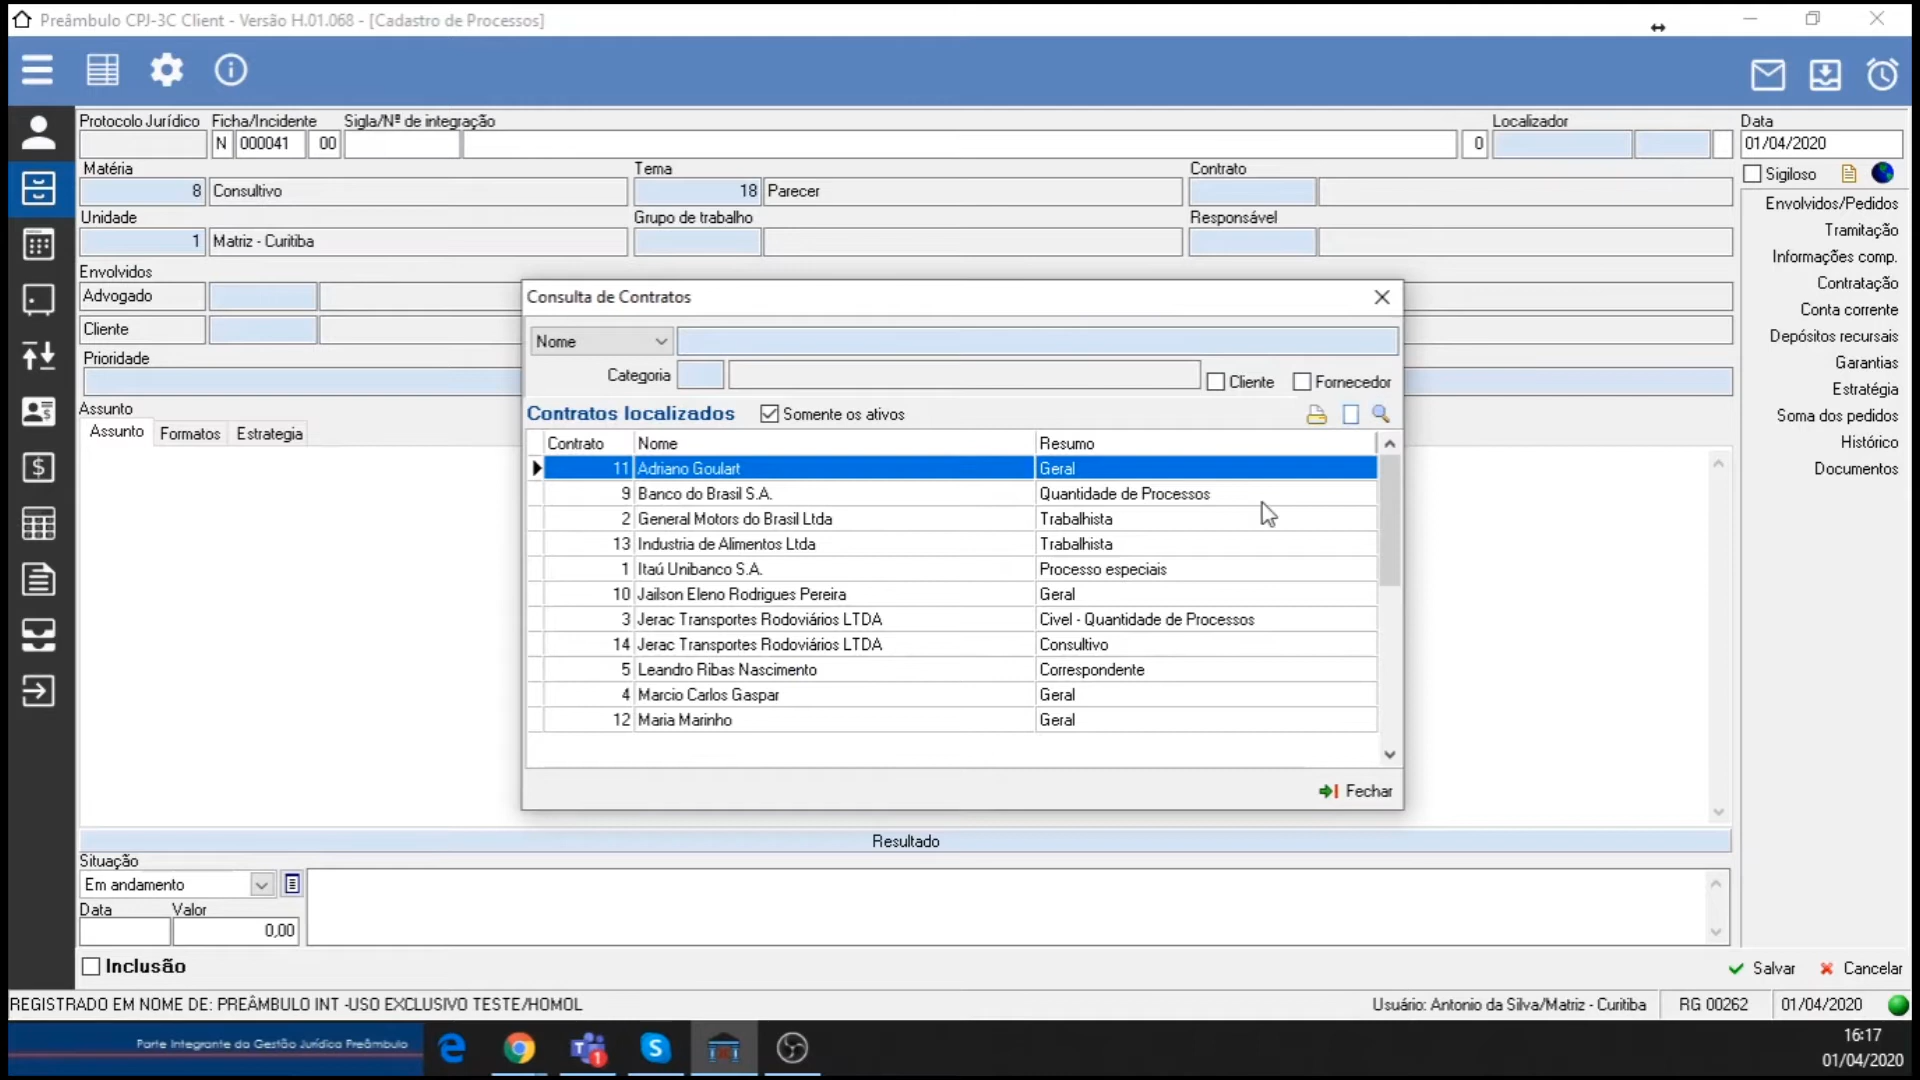 Preâmbulo CPJ-3C Client - Versão H.01.068 - [Cadastro de Processos]
Protocolo Jurídico Ficha/Incidente Sigla/Nº de integração Localizador Data
N 000041 00 0 01/04/2020
Matéria Tema Contrato Sigiloso
8 Consultivo 18 Parecer
Unidade Grupo de trabalho Responsável
1 Matriz - Curitiba
Envolvidos
Advogado
Cliente
Prioridade
Assunto
Assunto Formatos Estrategia
Envolvidos/Pedidos
Tramitação
Informações comp.
Contratação
Conta corrente
Depósitos recursais
Garantias
Estratégia
Soma dos pedidos
Histórico
Documentos
Consulta de Contratos
Nome
Categoria Cliente Fornecedor
Contratos localizados Somente os ativos
Contrato Nome Resumo
11 Adriano Goulart Geral
9 Banco do Brasil S.A. Quantidade de Processos
2 General Motors do Brasil Ltda Trabalhista
13 Industria de Alimentos Ltda Trabalhista
1 Itaú Unibanco S.A. Processo especiais
10 Jailson Eleno Rodrigues Pereira Geral
3 Jerac Transportes Rodoviários LTDA Civel - Quantidade de Processos
14 Jerac Transportes Rodoviários LTDA Consultivo
5 Leandro Ribas Nascimento Correspondente
4 Marcio Carlos Gaspar Geral
12 Maria Marinho Geral
Fechar
Resultado
Situação
Em andamento
Data Valor
0,00
Inclusão Salvar Cancelar
REGISTRADO EM NOME DE: PREÂMBULO INT -USO EXCLUSIVO TESTE/HOMOL Usuário: Antonio da Silva/Matriz - Curitiba RG 00262 01/04/2020
Parte Integrante da Gestão Jurídica Preâmbulo
1
S
16:17
01/04/2020